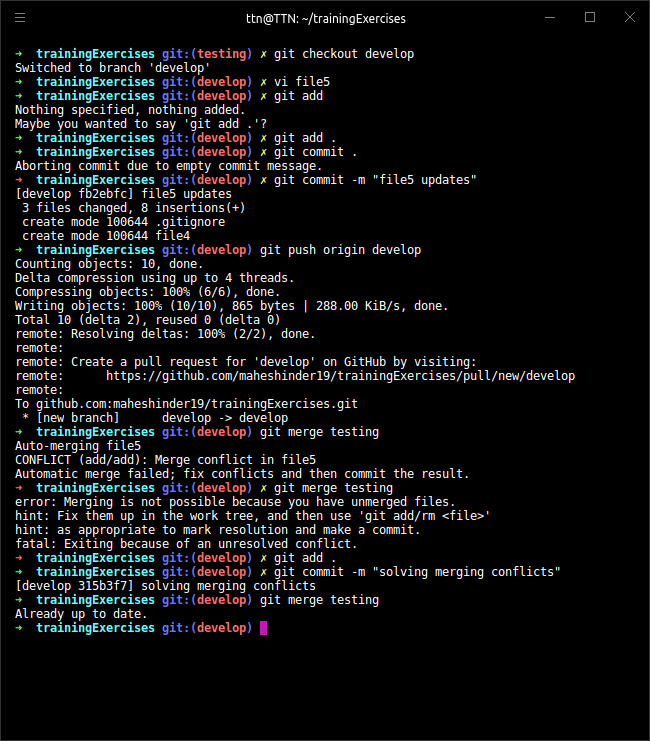 ttn@TTN: ~/trainingExercises
➜  trainingExercises git:(testing) ✗ git checkout develop
Switched to branch 'develop'
➜  trainingExercises git:(develop) ✗ vi file5
➜  trainingExercises git:(develop) ✗ git add
Nothing specified, nothing added.
Maybe you wanted to say 'git add .'?
➜  trainingExercises git:(develop) ✗ git add .
➜  trainingExercises git:(develop) ✗ git commit .
Aborting commit due to empty commit message.
➜  trainingExercises git:(develop) ✗ git commit -m "file5 updates"
[develop fb2ebfc] file5 updates
 3 files changed, 8 insertions(+)
 create mode 100644 .gitignore
 create mode 100644 file4
➜  trainingExercises git:(develop) git push origin develop
Counting objects: 10, done.
Delta compression using up to 4 threads.
Compressing objects: 100% (6/6), done.
Writing objects: 100% (10/10), 865 bytes | 288.00 KiB/s, done.
Total 10 (delta 2), reused 0 (delta 0)
remote: Resolving deltas: 100% (2/2), done.
remote:
remote: Create a pull request for 'develop' on GitHub by visiting:
remote:      https://github.com/maheshinder19/trainingExercises/pull/new/develop
remote:
To github.com:maheshinder19/trainingExercises.git
 * [new branch]      develop -> develop
➜  trainingExercises git:(develop) git merge testing
Auto-merging file5
CONFLICT (add/add): Merge conflict in file5
Automatic merge failed; fix conflicts and then commit the result.
➜  trainingExercises git:(develop) ✗ git merge testing
error: Merging is not possible because you have unmerged files.
hint: Fix them up in the work tree, and then use 'git add/rm <file>'
hint: as appropriate to mark resolution and make a commit.
fatal: Exiting because of an unresolved conflict.
➜  trainingExercises git:(develop) ✗ git add .
➜  trainingExercises git:(develop) ✗ git commit -m "solving merging conflicts"
[develop 315b3f7] solving merging conflicts
➜  trainingExercises git:(develop) git merge testing
Already up to date.
➜  trainingExercises git:(develop)